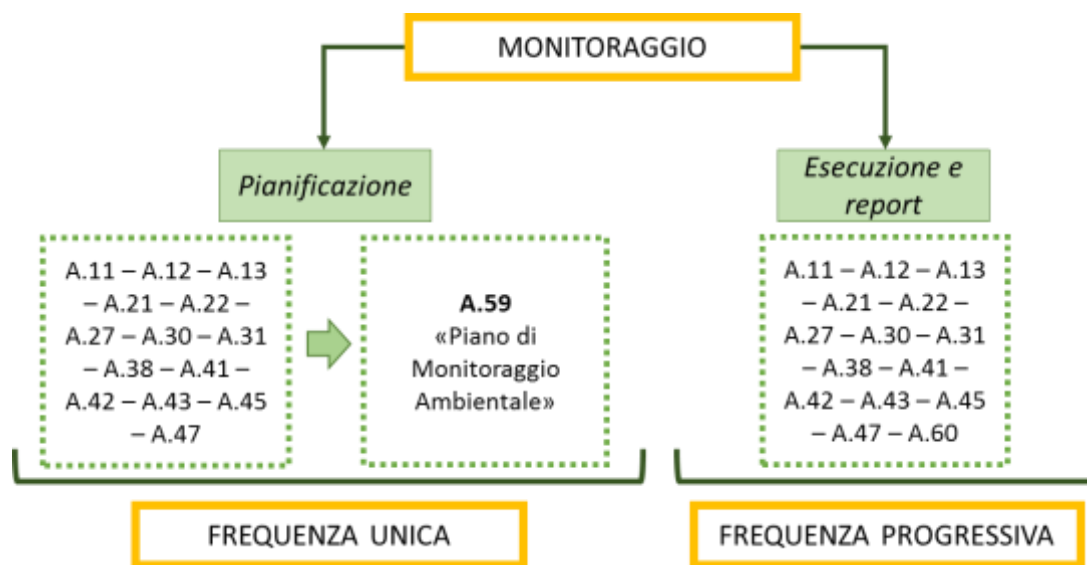 MONITORAGGIO
Pianificazione
Esecuzione e
report
A.11 – A.12 – A.13
– A.21 – A.22 –
A.27 – A.30 – A.31
– A.38 – A.41 –
A.42 – A.43 – A.45
– A.47
A.59
«Piano di
Monitoraggio
Ambientale»
A.11 – A.12 – A.13
– A.21 – A.22 –
A.27 – A.30 – A.31
– A.38 – A.41 –
A.42 – A.43 – A.45
– A.47 – A.60
FREQUENZA UNICA
FREQUENZA PROGRESSIVA